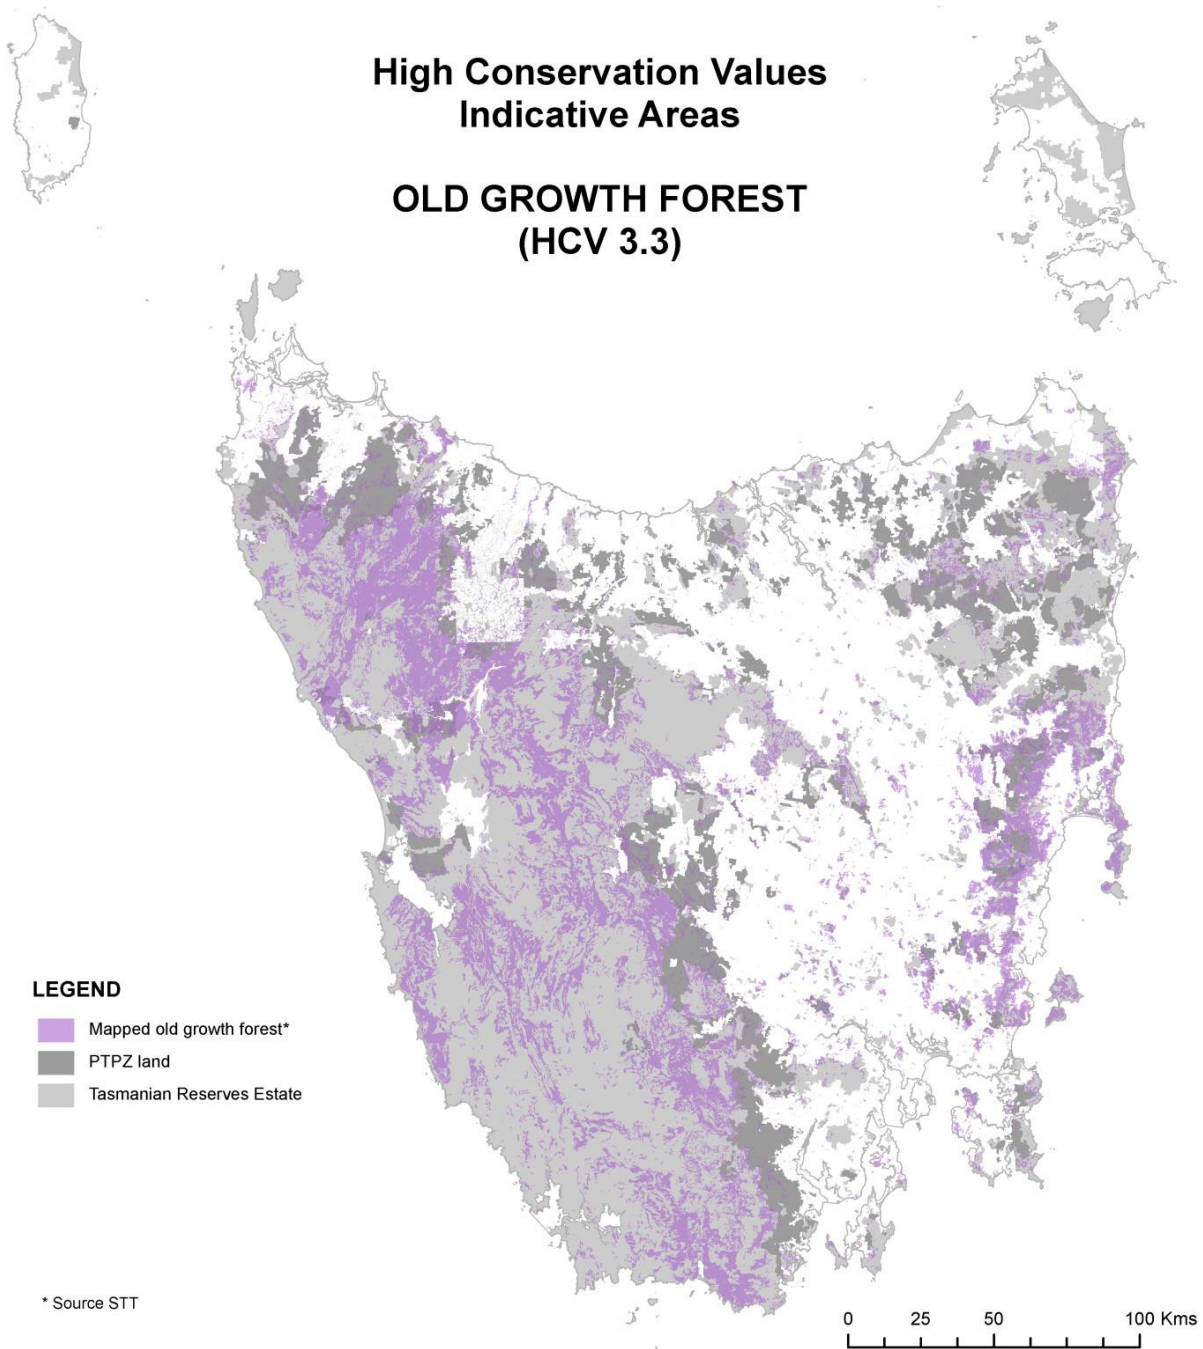 High Conservation Values
Indicative Areas
OLD GROWTH FOREST
(HCV 3.3)
LEGEND
Mapped old growth forest*
PTPZ land
Tasmanian Reserves Estate
* Source STT
0 25 50 100 Kms